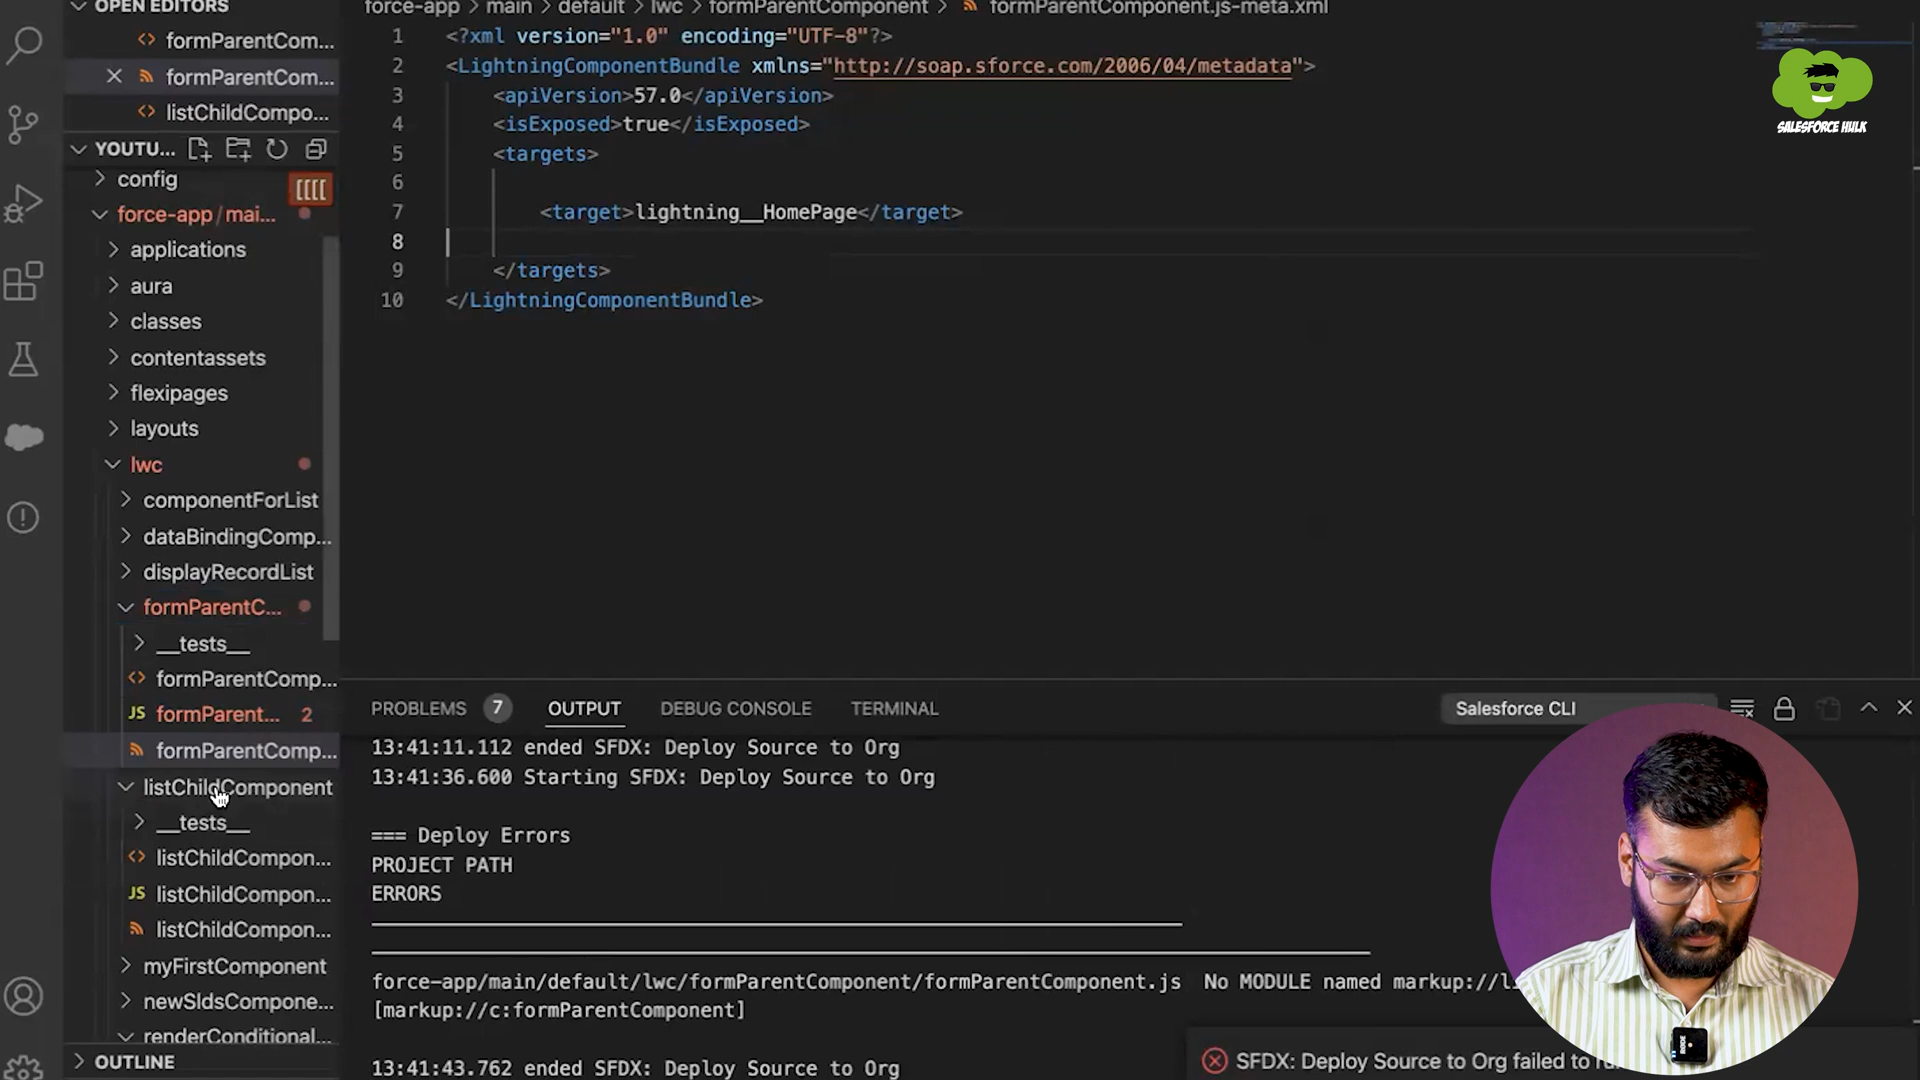 OPEN EDITORS
formParentCom...
formParentCom...
listChildCompo...
YOUTU...
config
[[[[
force-app / mai...
applications
aura
classes
contentassets
flexipages
layouts
lwc
componentForList
dataBindingComp...
displayRecordList
formParentC...
__tests__
formParentComp...
JS formParent... 2
formParentComp...
listChildComponent
__tests__
listChildCompon...
JS listChildCompon...
listChildCompon...
myFirstComponent
newSldsCompone...
renderConditional...
OUTLINE
force-app > main > default > lwc > formParentComponent > formParentComponent.js-meta.xml
1 <?xml version="1.0" encoding="UTF-8"?>
2 <LightningComponentBundle xmlns="http://soap.sforce.com/2006/04/metadata">
3 <apiVersion>57.0</apiVersion>
4 <isExposed>true</isExposed>
5 <targets>
6
7 <target>lightning__HomePage</target>
8
9 </targets>
10 </LightningComponentBundle>
SALESFORCE HULK
PROBLEMS 7 OUTPUT DEBUG CONSOLE TERMINAL Salesforce CLI
13:41:11.112 ended SFDX: Deploy Source to Org
13:41:36.600 Starting SFDX: Deploy Source to Org
=== Deploy Errors
PROJECT PATH
ERRORS
force-app/main/default/lwc/formParentComponent/formParentComponent.js No MODULE named
[markup://c:formParentComponent]
13:41:43.762 ended SFDX: Deploy Source to Org
SFDX: Deploy Source to Org failed to